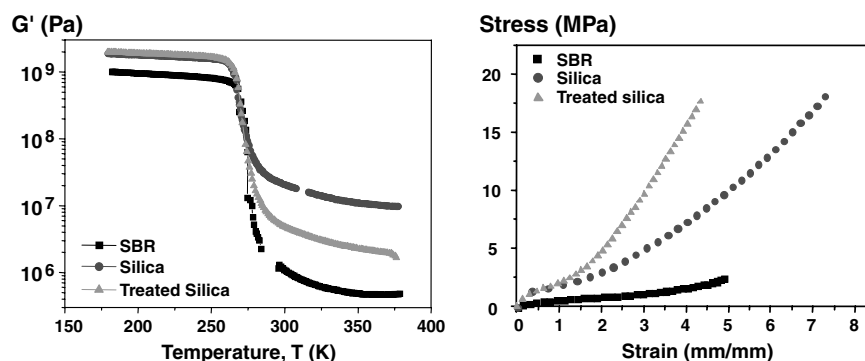 G' (Pa)
10⁹
10⁸
10⁷
10⁶
SBR
Silica
Treated Silica
150 200 250 300 350 400
Temperature, T (K)
Stress (MPa)
SBR
Silica
Treated silica
20
15
10
5
0
0 1 2 3 4 5 6 7 8
Strain (mm/mm)